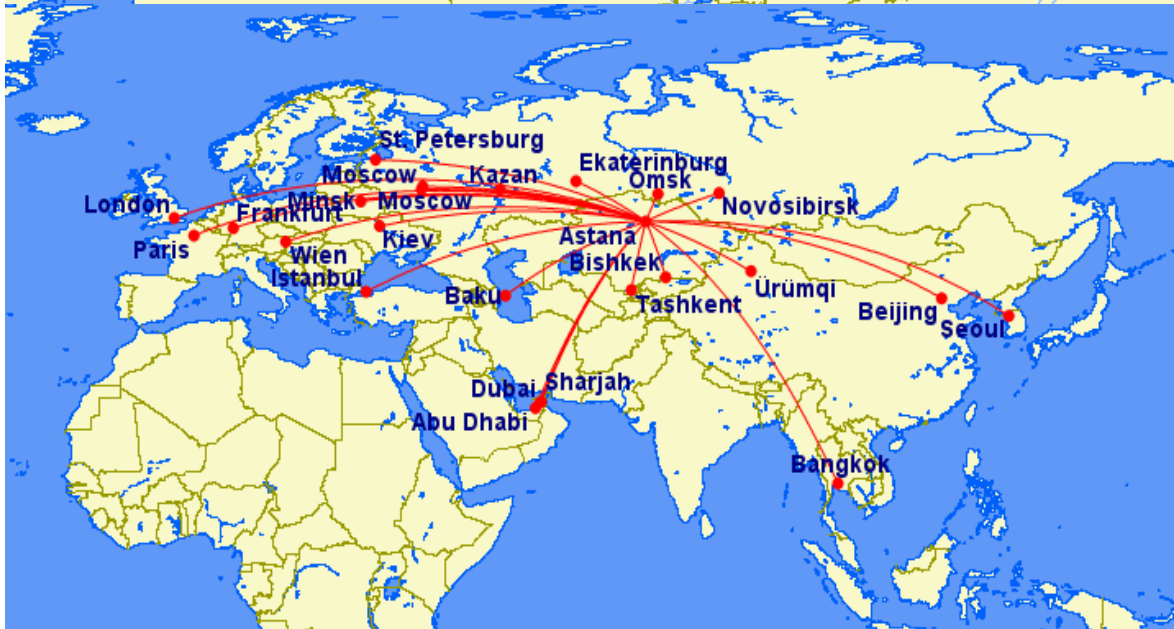 St. Petersburg
Moscow
Kazan
Ekaterinburg
Omsk
London
Minsk
Moscow
Novosibirsk
Frankfurt
Paris
Wien
Kiev
Astana
Istanbul
Bishkek
Baku
Tashkent
Ürümqi
Beijing
Seoul
Dubai
Sharjah
Abu Dhabi
Bangkok